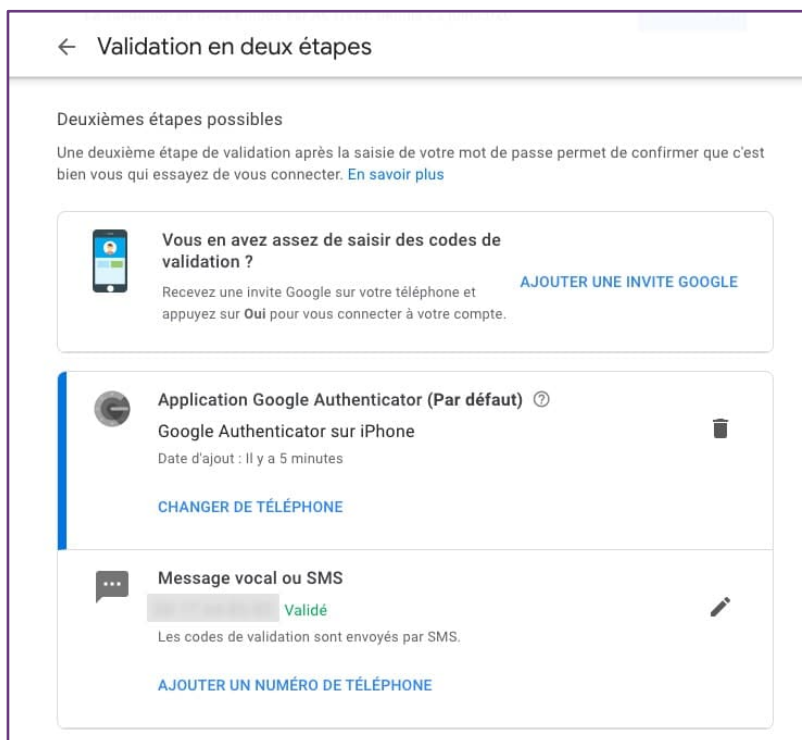 Validation en deux étapes
Deuxièmes étapes possibles
Une deuxième étape de validation après la saisie de votre mot de passe permet de confirmer que c'est
bien vous qui essayez de vous connecter. En savoir plus
Vous en avez assez de saisir des codes de
validation ?
Recevez une invite Google sur votre téléphone et
appuyez sur Oui pour vous connecter à votre compte.
AJOUTER UNE INVITE GOOGLE
Application Google Authenticator (Par défaut)
Google Authenticator sur iPhone
Date d'ajout : Il y a 5 minutes
CHANGER DE TÉLÉPHONE
Message vocal ou SMS
Validé
Les codes de validation sont envoyés par SMS.
AJOUTER UN NUMÉRO DE TÉLÉPHONE